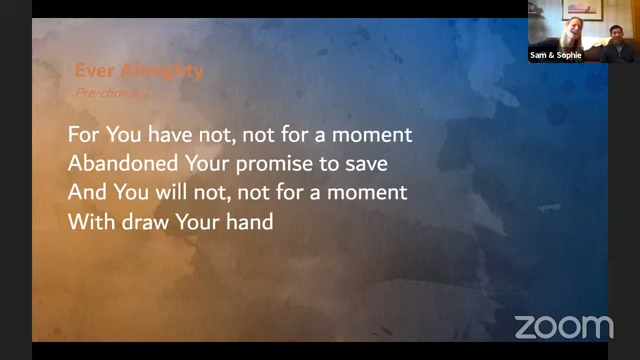 Ever Almighty
Pre-chorus 2
For You have not, not for a moment
Abandoned Your promise to save
And You will not, not for a moment
With draw Your hand
Sam & Sophie
zoom